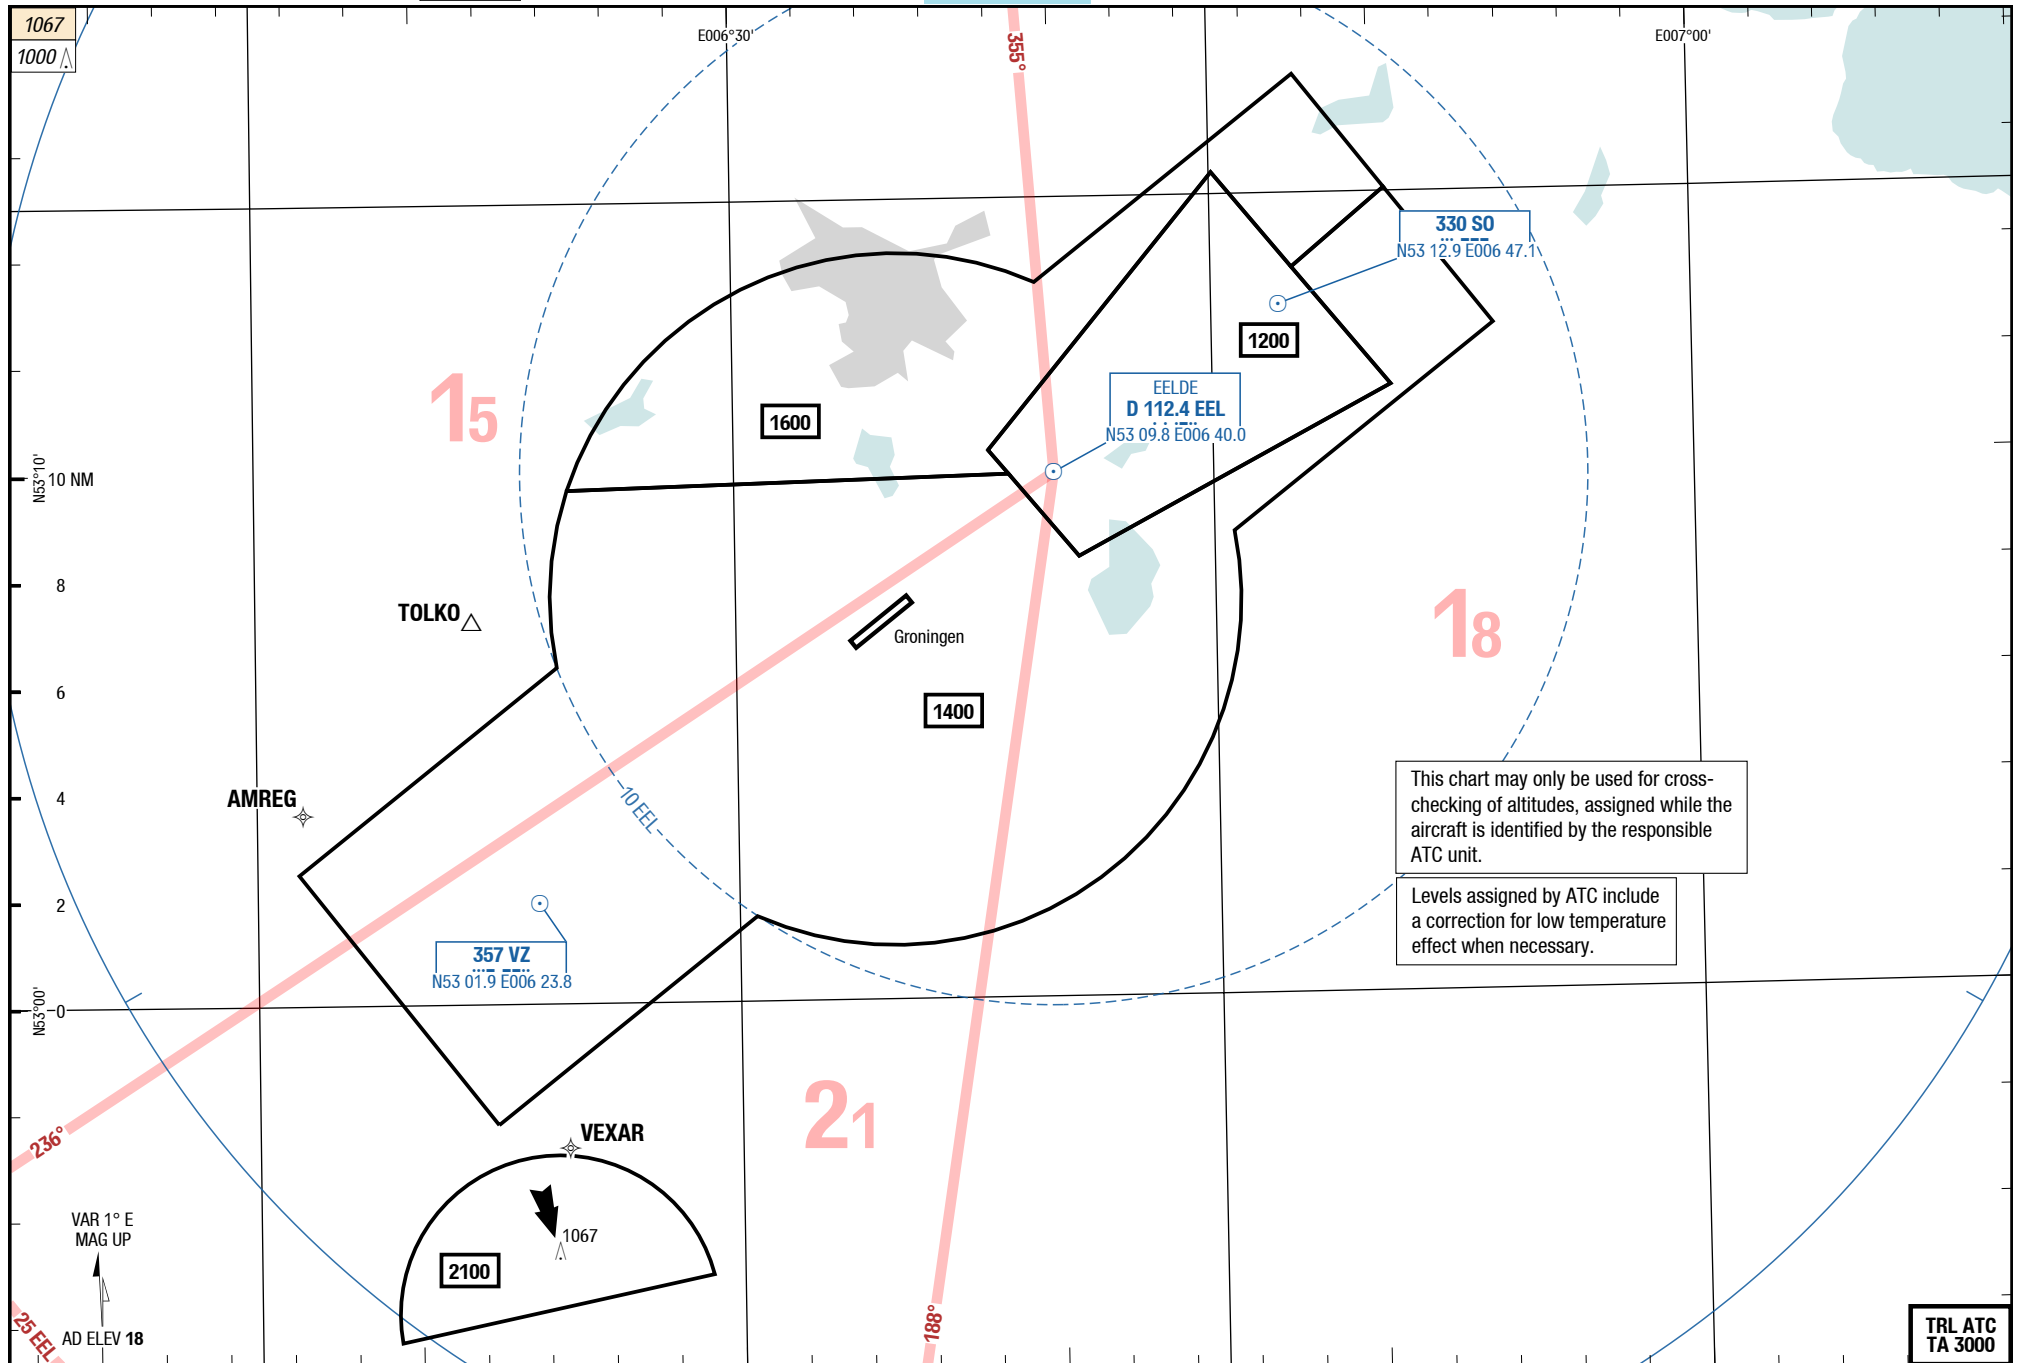 1067
1000
E006°30'
E007°00'
355°
330 SO
N53 12.9 E006 47.1
1200
EELDE
D 112.4 EEL
N53 09.8 E006 40.0
15
1600
N53°10'
10 NM
8
TOLKO
Groningen
18
6
1400
4
AMREG
10 EEL
This chart may only be used for cross-
checking of altitudes, assigned while the
aircraft is identified by the responsible
ATC unit.
Levels assigned by ATC include
a correction for low temperature
effect when necessary.
2
357 VZ
N53 01.9 E006 23.8
N53°00'
0
21
236°
VEXAR
1067
2100
VAR 1° E
MAG UP
AD ELEV 18
25 EEL
188°
TRL ATC
TA 3000